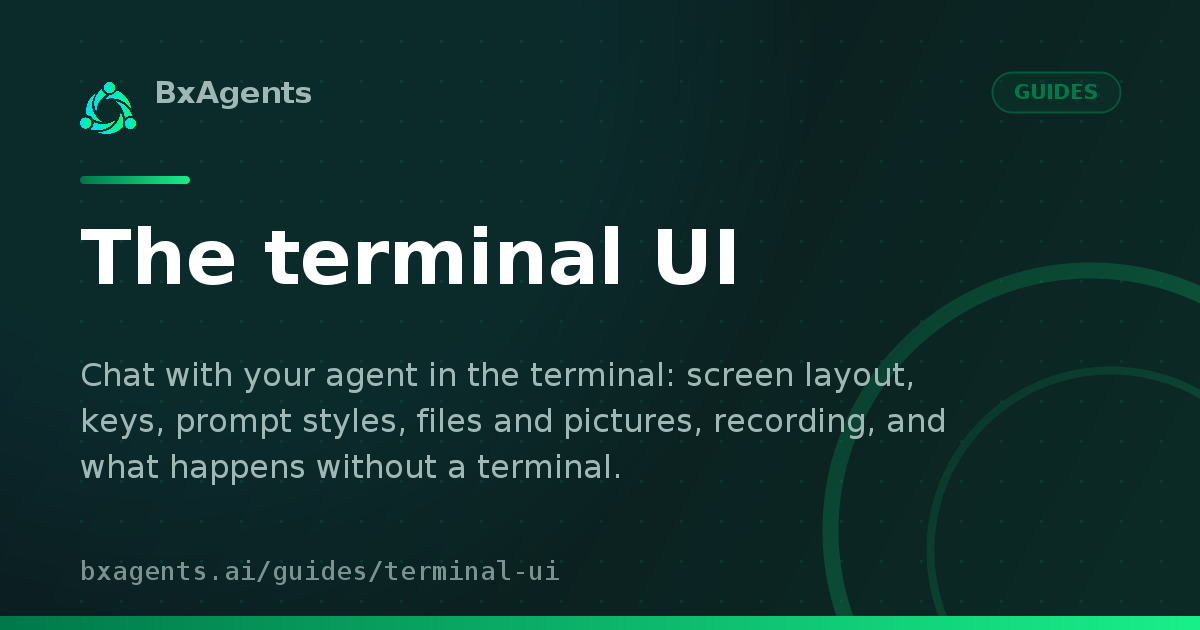 BxAgents
GUIDES
The terminal UI
Chat with your agent in the terminal: screen layout,
keys, prompt styles, files and pictures, recording, and
what happens without a terminal.
bxagents.ai/guides/terminal-ui